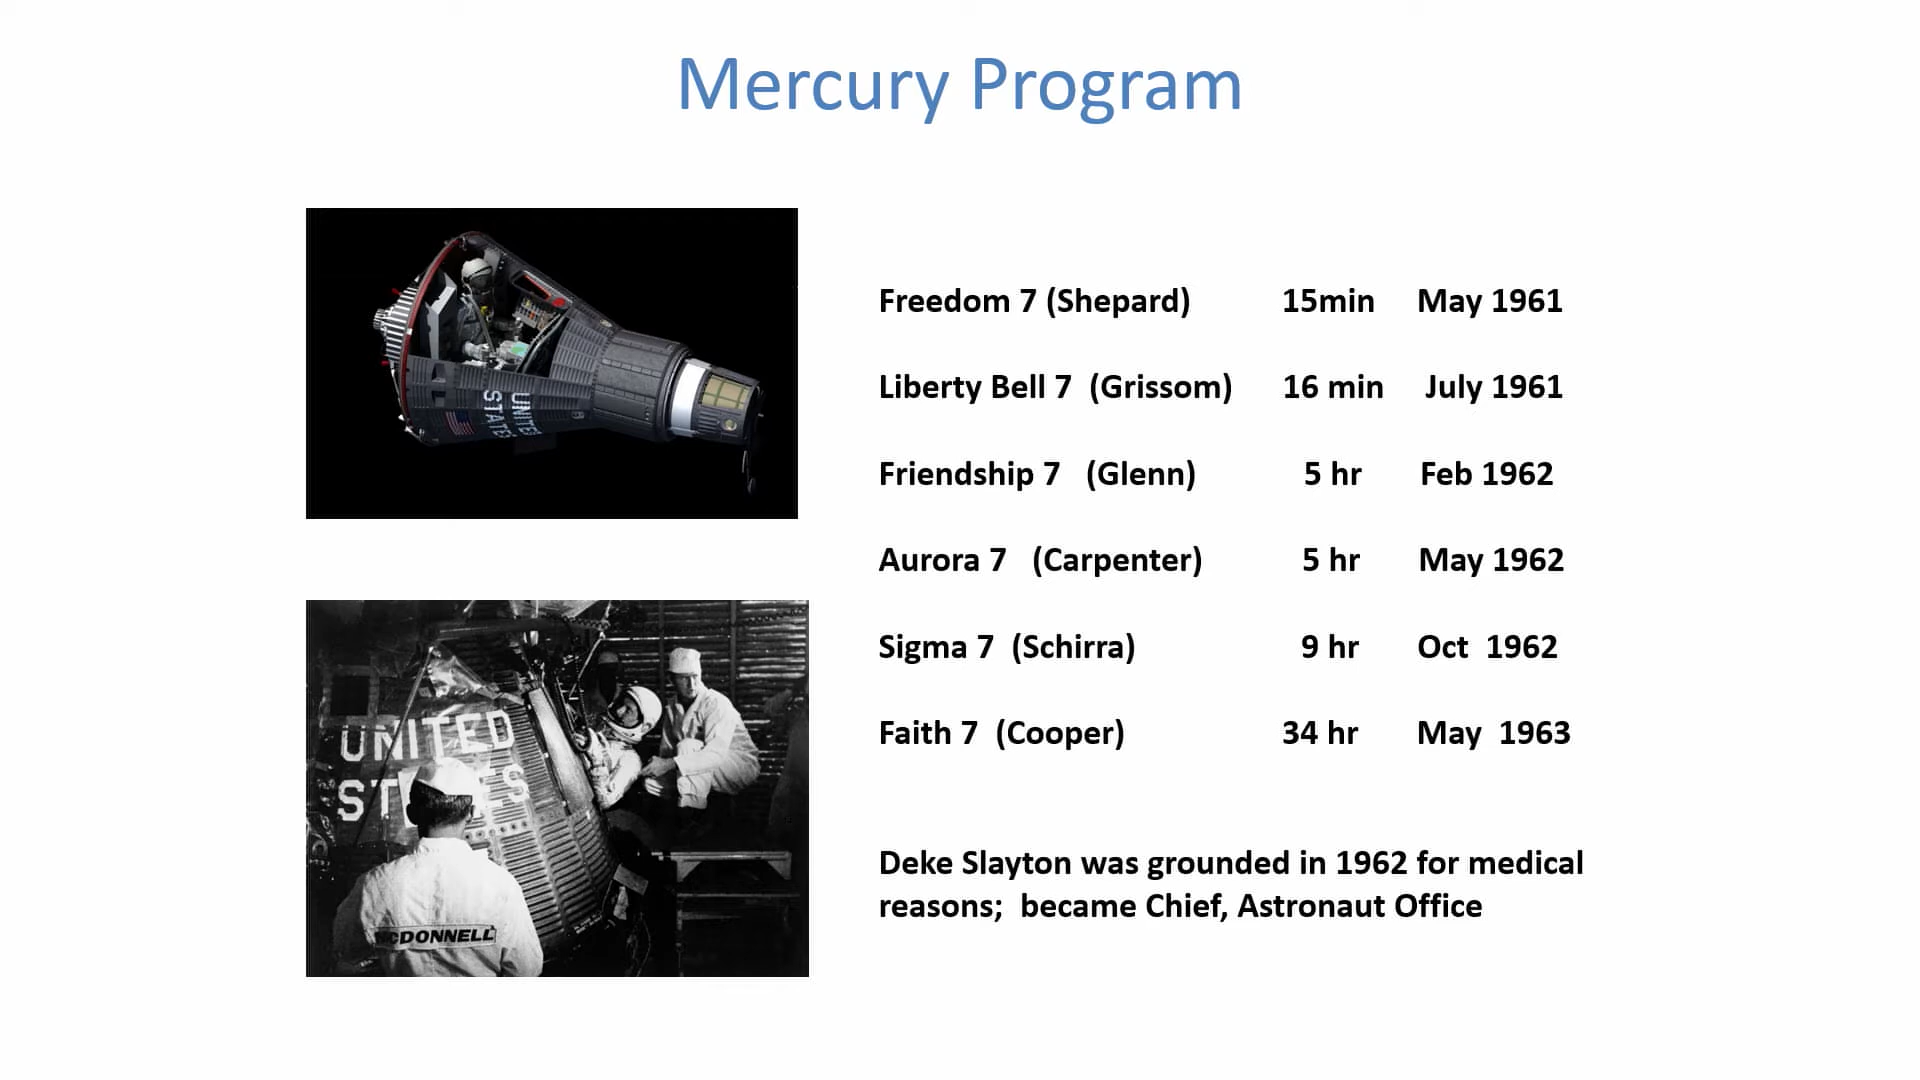 Mercury Program
UNITED
STATES
Freedom 7 (Shepard) 15min May 1961
Liberty Bell 7 (Grissom) 16 min July 1961
Friendship 7 (Glenn) 5 hr Feb 1962
Aurora 7 (Carpenter) 5 hr May 1962
Sigma 7 (Schirra) 9 hr Oct 1962
Faith 7 (Cooper) 34 hr May 1963
UNITED
ST ES
MCDONNELL
Deke Slayton was grounded in 1962 for medical
reasons; became Chief, Astronaut Office